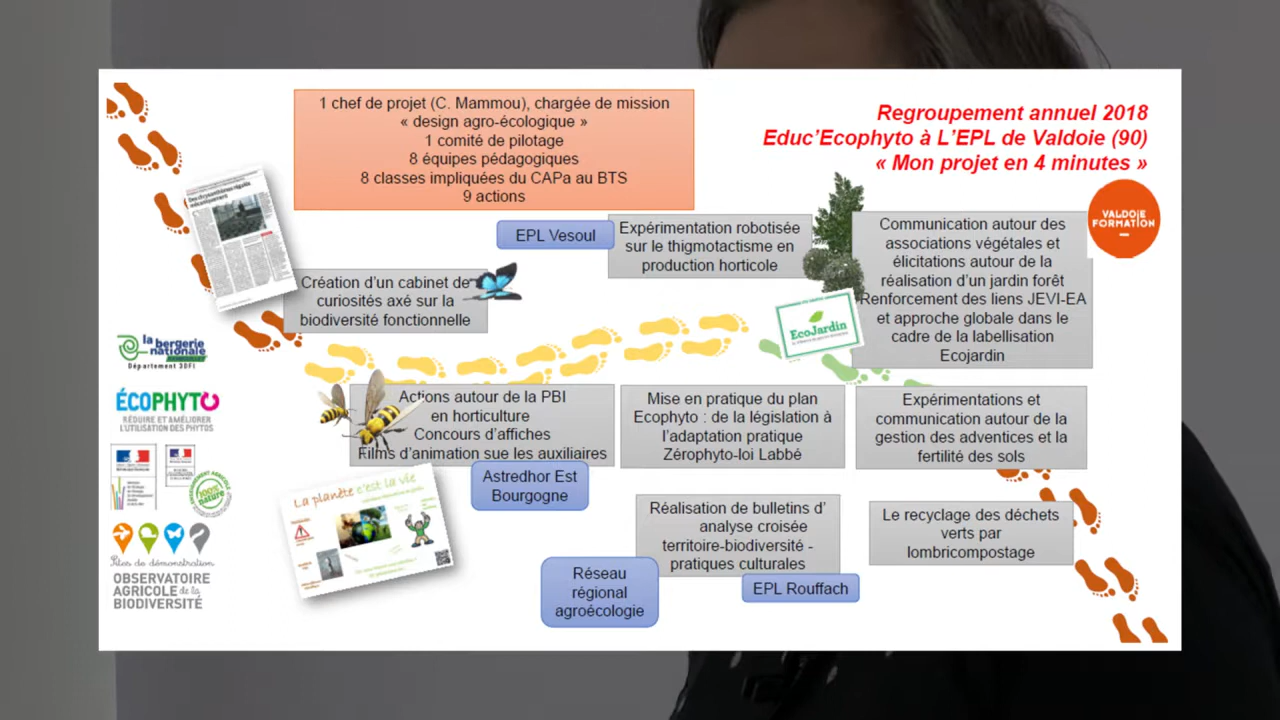 1 chef de projet (C. Mammou), chargée de mission
« design agro-écologique »
1 comité de pilotage
8 équipes pédagogiques
8 classes impliquées du CAPa au BTS
9 actions
Regroupement annuel 2018
Educ'Ecophyto à L'EPL de Valdoie (90)
« Mon projet en 4 minutes »
VALDOIE
FORMATION
Des chrysanthèmes régulés
mécaniquement
EPL Vesoul
Expérimentation robotisée
sur le thigmotactisme en
production horticole
Communication autour des
associations végétales et
élicitations autour de la
réalisation d'un jardin forêt
Renforcement des liens JEVI-EA
et approche globale dans le
cadre de la labellisation
Ecojardin
Création d'un cabinet de
curiosités axé sur la
biodiversité fonctionnelle
EcoJardin
la bergerie
nationale
Département 3DFI
ÉCOPHYTO
RÉDUIRE ET AMÉLIORER
L'UTILISATION DES PHYTOS
Actions autour de la PBI
en horticulture
Concours d'affiches
Films d'animation sue les auxiliaires
Mise en pratique du plan
Ecophyto : de la législation à
l'adaptation pratique
Zérophyto-loi Labbé
Expérimentations et
communication autour de la
gestion des adventices et la
fertilité des sols
Astredhor Est
Bourgogne
La planète c'est la vie
100%
nature
Réalisation de bulletins d'
analyse croisée
territoire-biodiversité -
pratiques culturales
Le recyclage des déchets
verts par
lombricompostage
Réseau
régional
agroécologie
EPL Rouffach
Sites de démonstration
OBSERVATOIRE
AGRICOLE de la
BIODIVERSITÉ